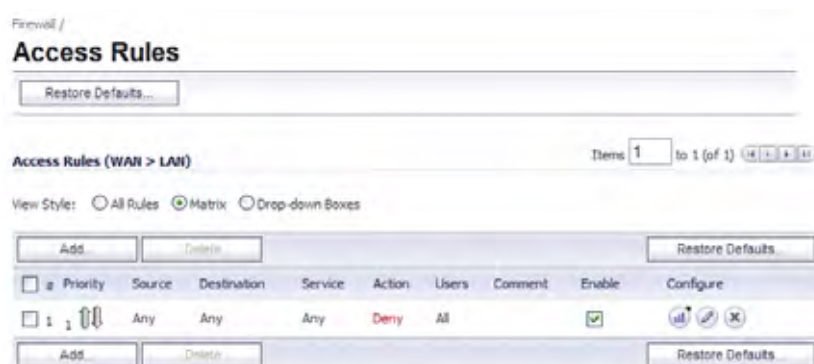 Firewall /
Access Rules
Restore Defaults...
Access Rules (WAN > LAN)
Items 1 to 1 (of 1)
View Style: All Rules Matrix Drop-down Boxes
Add... Delete Restore Defaults...
# Priority Source Destination Service Action Users Comment Enable Configure
1 1 Any Any Any Deny All
Add... Delete Restore Defaults...